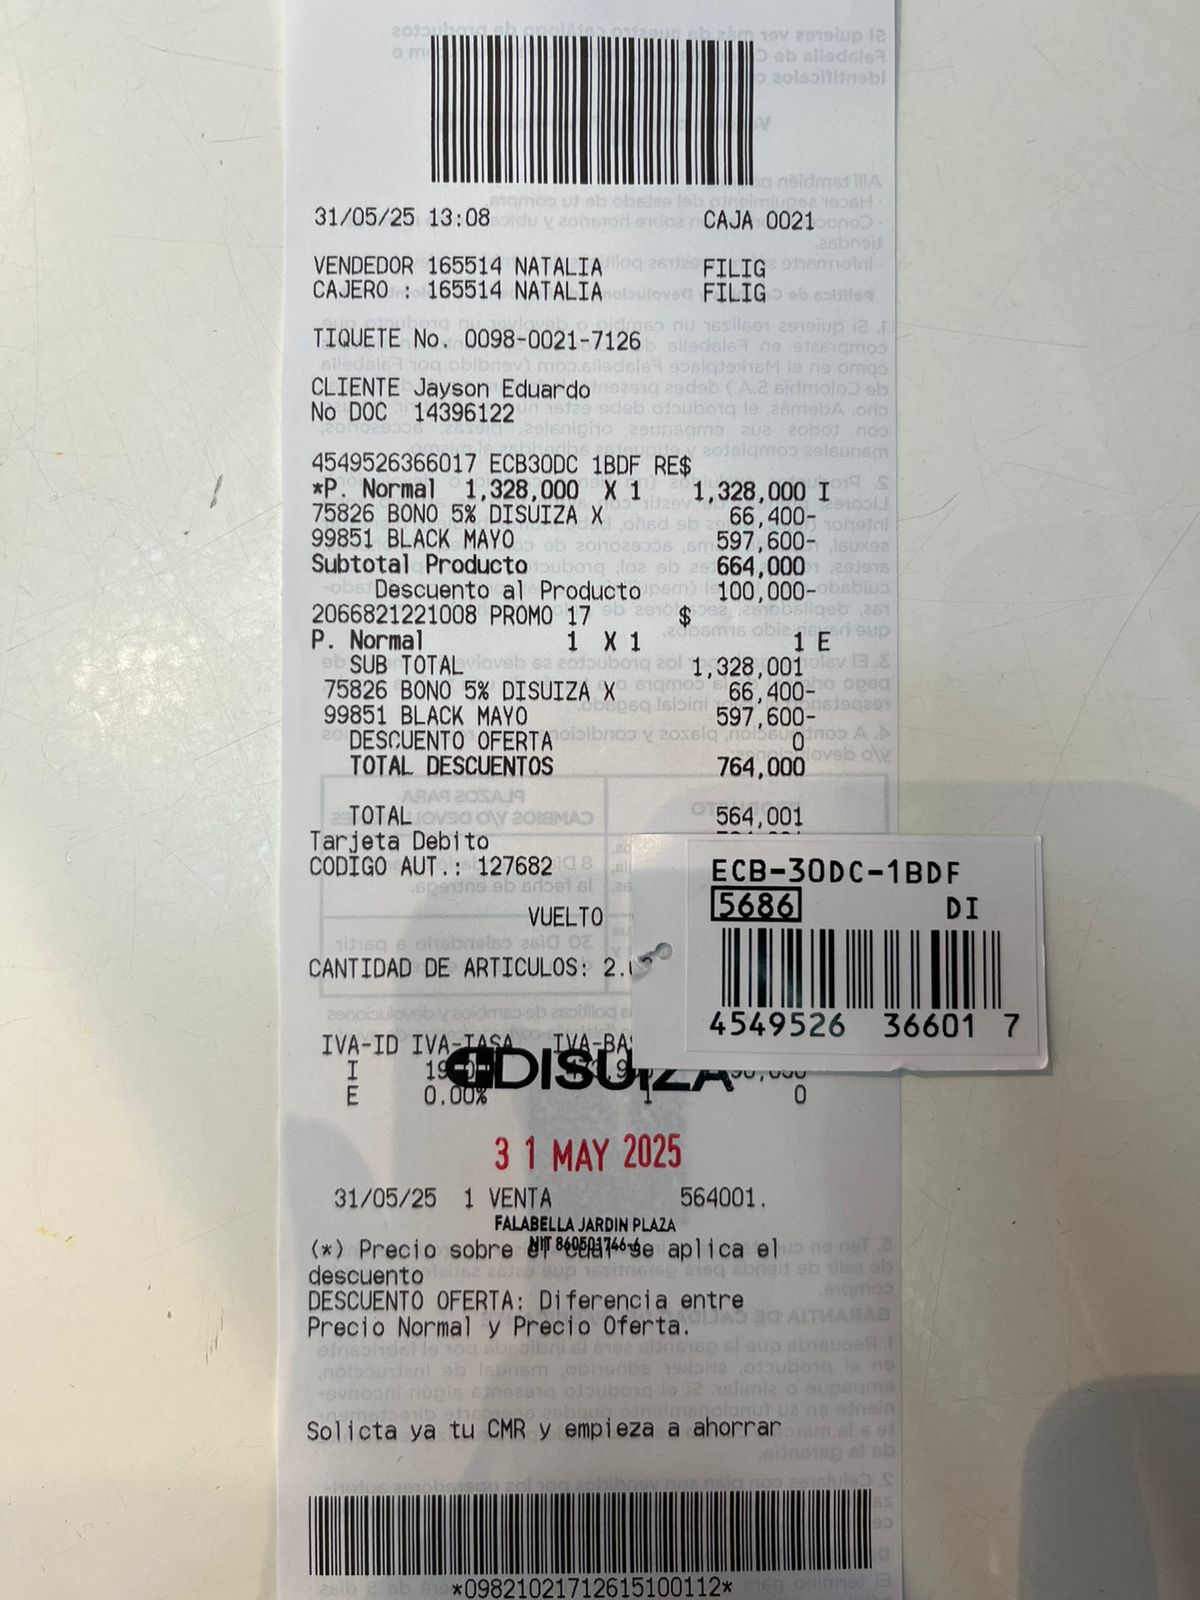 31/05/25 13:08 CAJA 0021
VENDEDOR 165514 NATALIA FILIG
CAJERO : 165514 NATALIA FILIG
TIQUETE No. 0098-0021-7126
CLIENTE Jayson Eduardo
No DOC 14396122
4549526366017 ECB30DC 1BDF RE$
*P. Normal 1,328,000 X 1 1,328,000 I
75826 BONO 5% DISUIZA X 66,400-
99851 BLACK MAYO 597,600-
Subtotal Producto 664,000
Descuento al Producto 100,000-
2066821221008 PROMO 17 $
P. Normal 1 X 1 1 E
SUB TOTAL 1,328,001
75826 BONO 5% DISUIZA X 66,400-
99851 BLACK MAYO 597,600-
DESCUENTO OFERTA 0
TOTAL DESCUENTOS 764,000
TOTAL 564,001
Tarjeta Debito
CODIGO AUT.: 127682
VUELTO
CANTIDAD DE ARTICULOS: 2.
ECB-30DC-1BDF
5686 DI
4549526 36601 7
IVA-ID IVA-TASA IVA-BA
I
DISUIZA
E 0.00% 1 0
31 MAY 2025
31/05/25 1 VENTA 564001.
FALABELLA JARDIN PLAZA
NIT 860501746-6
(*) Precio sobre el cual se aplica el
descuento
DESCUENTO OFERTA: Diferencia entre
Precio Normal y Precio Oferta.
Solicta ya tu CMR y empieza a ahorrar
*09821021712615100112*